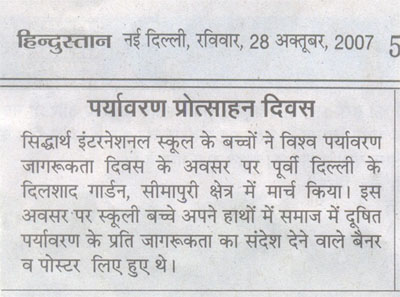 हिन्दुस्तान नई दिल्ली, रविवार, 28 अक्तूबर, 2007 5
पर्यावरण प्रोत्साहन दिवस
सिद्धार्थ इंटरनेशनल स्कूल के बच्चों ने विश्व पर्यावरण
जागरूकता दिवस के अवसर पर पूर्वी दिल्ली के
दिलशाद गार्डन, सीमापुरी क्षेत्र में मार्च किया। इस
अवसर पर स्कूली बच्चे अपने हाथों में समाज में दूषित
पर्यावरण के प्रति जागरूकता का संदेश देने वाले बैनर
व पोस्टर लिए हुए थे।